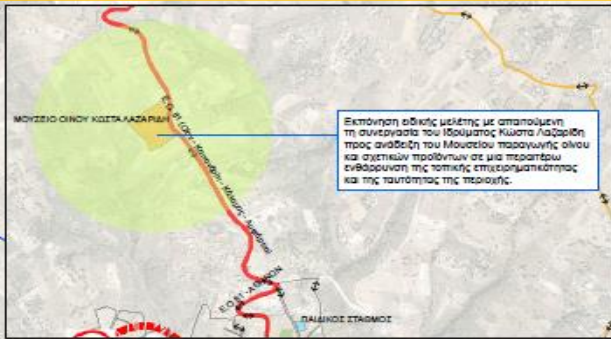 ΜΟΥΣΕΙΟ ΟΙΝΟΥ ΚΩΣΤΑ ΛΑΖΑΡΙΔΗ
Εκπόνηση ειδικής μελέτης με απαιτούμενη
τη συνεργασία του Ιδρύματος Κώστα Λαζαρίδη
προς ανάδειξη του Μουσείου παραγωγής οίνου
και σχετικών προϊόντων σε μια περαιτέρω
ενθάρρυνση της τοπικής επιχειρηματικότητας
και της ταυτότητας της περιοχής.
Ε.Ο. 81
ΠΑΙΔΙΚΟΣ ΣΤΑΘΜΟΣ